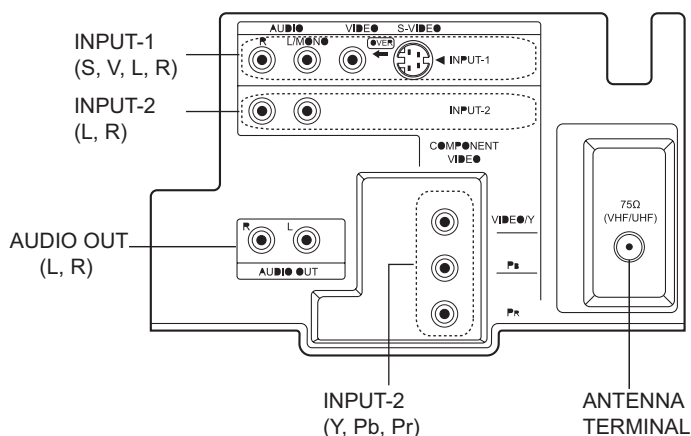 INPUT-1
(S, V, L, R)
INPUT-2
(L, R)
AUDIO OUT
(L, R)
AUDIO VIDEO S-VIDEO
R L/MONO OVER
INPUT-1
INPUT-2
COMPONENT
VIDEO
R L
AUDIO OUT
VIDEO/Y
PB
PR
75Ω
(VHF/UHF)
INPUT-2
(Y, Pb, Pr)
ANTENNA
TERMINAL